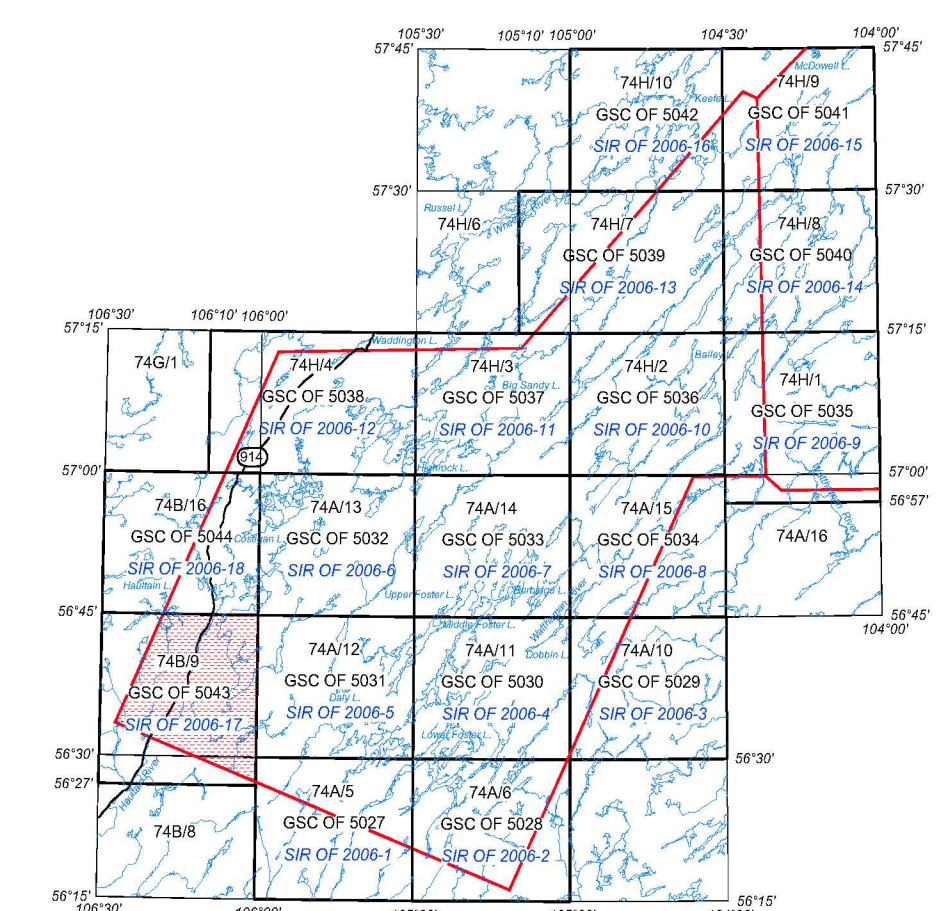 105°30' 105°10' 105°00' 104°30' 104°00'
57°45' 57°45'
McDowell L.
74H/10 74H/9
Keefe L.
GSC OF 5042 GSC OF 5041
SIR OF 2006-16 SIR OF 2006-15
57°30' 57°30'
Russel L.
Wheeler River
74H/6 74H/7 74H/8
GSC OF 5039 GSC OF 5040
Geikie River
SIR OF 2006-13 SIR OF 2006-14
106°30' 106°10' 106°00'
57°15' 57°15'
Waddington L.
Bailey L.
74G/1 74H/4 74H/3 74H/2 74H/1
Big Sandy L.
GSC OF 5038 GSC OF 5037 GSC OF 5036 GSC OF 5035
SIR OF 2006-12 SIR OF 2006-11 SIR OF 2006-10 SIR OF 2006-9
914
Highrock L.
57°00' 57°00'
56°57'
River
74B/16 74A/13 74A/14 74A/15 74A/16
GSC OF 5044 GSC OF 5032 GSC OF 5033 GSC OF 5034
Costigan L.
SIR OF 2006-18 SIR OF 2006-6 SIR OF 2006-7 SIR OF 2006-8
Haultain L.
Upper Foster L. Burbidge L.
56°45' 56°45'
104°00'
Middle Foster L.
River
74B/9 74A/12 74A/11 74A/10
Dobbin L.
GSC OF 5043 GSC OF 5031 GSC OF 5030 GSC OF 5029
Daly L.
SIR OF 2006-17 SIR OF 2006-5 SIR OF 2006-4 SIR OF 2006-3
Lower Foster L.
56°30' 56°30'
56°27'
Haultain River
74A/5 74A/6
74B/8 GSC OF 5027 GSC OF 5028
SIR OF 2006-1 SIR OF 2006-2
56°15' 56°15'
106°30' 106°00'